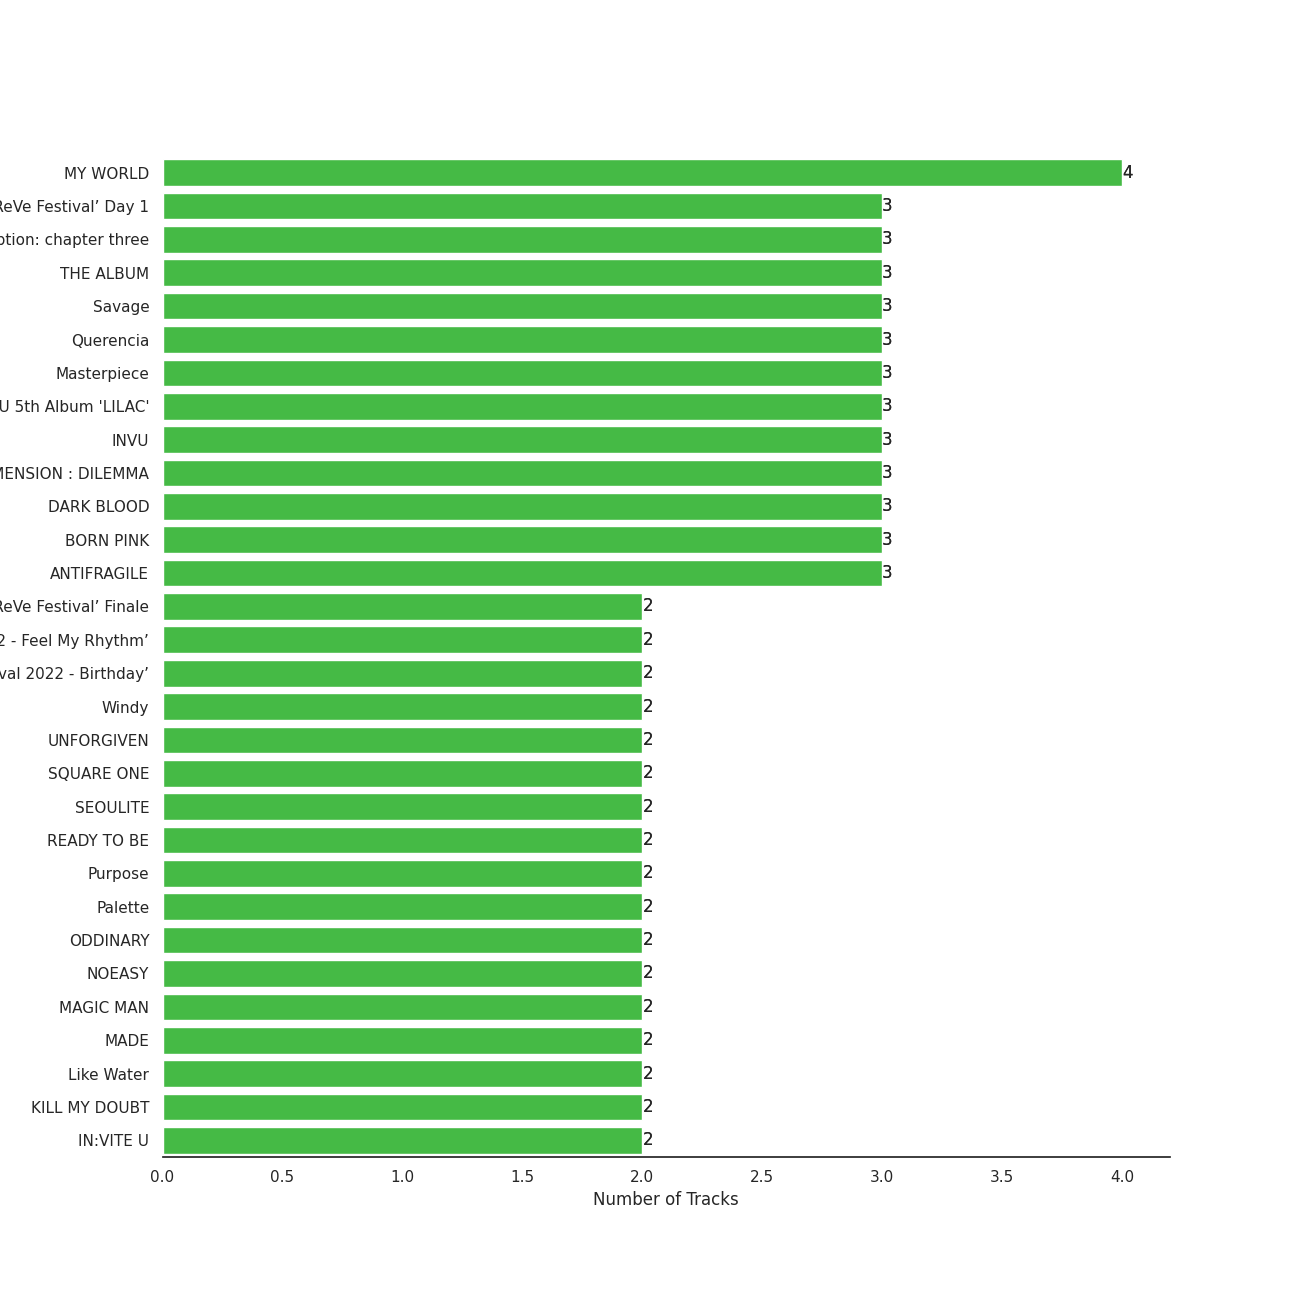 MY WORLD 4
ReVe Festival’ Day 1 3
ption: chapter three 3
THE ALBUM 3
Savage 3
Querencia 3
Masterpiece 3
U 5th Album 'LILAC' 3
INVU 3
MENSION : DILEMMA 3
DARK BLOOD 3
BORN PINK 3
ANTIFRAGILE 3
ReVe Festival’ Finale 2
2 - Feel My Rhythm’ 2
val 2022 - Birthday’ 2
Windy 2
UNFORGIVEN 2
SQUARE ONE 2
SEOULITE 2
READY TO BE 2
Purpose 2
Palette 2
ODDINARY 2
NOEASY 2
MAGIC MAN 2
MADE 2
Like Water 2
KILL MY DOUBT 2
IN:VITE U 2
0.0 0.5 1.0 1.5 2.0 2.5 3.0 3.5 4.0
Number of Tracks